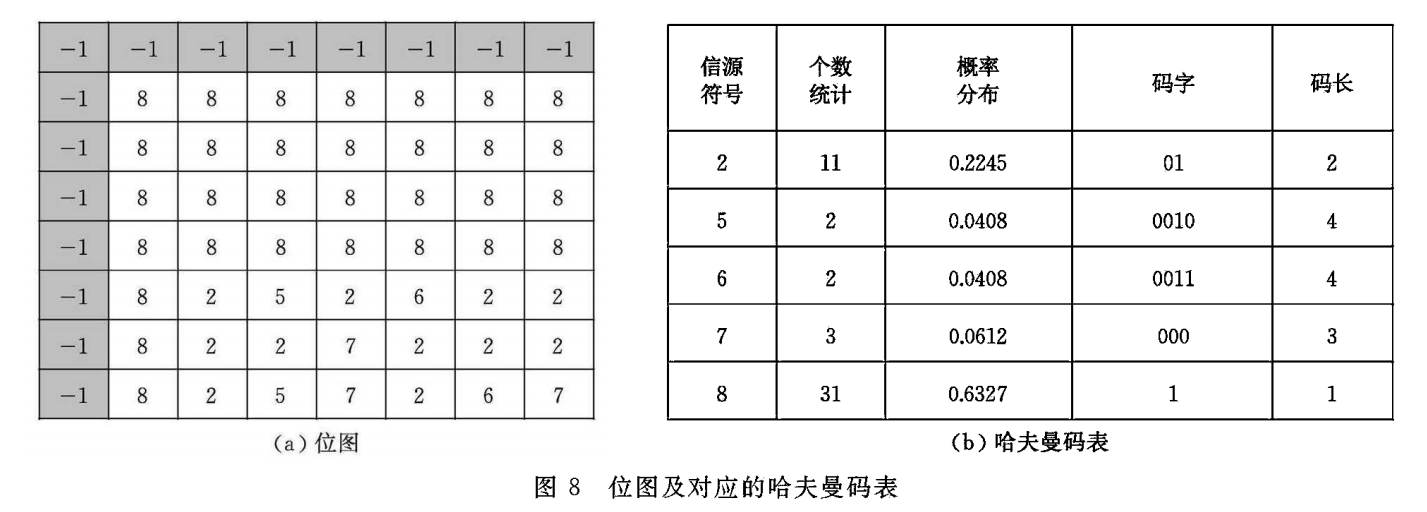 −1 −1 −1 −1 −1 −1 −1 −1
−1 8 8 8 8 8 8 8
−1 8 8 8 8 8 8 8
−1 8 8 8 8 8 8 8
−1 8 8 8 8 8 8 8
−1 8 2 5 2 6 2 2
−1 8 2 2 7 2 2 2
−1 8 2 5 7 2 6 7
(a)位图
信源符号 个数统计 概率分布 码字 码长
2 11 0.2245 01 2
5 2 0.0408 0010 4
6 2 0.0408 0011 4
7 3 0.0612 000 3
8 31 0.6327 1 1
(b)哈夫曼码表
图 8 位图及对应的哈夫曼码表